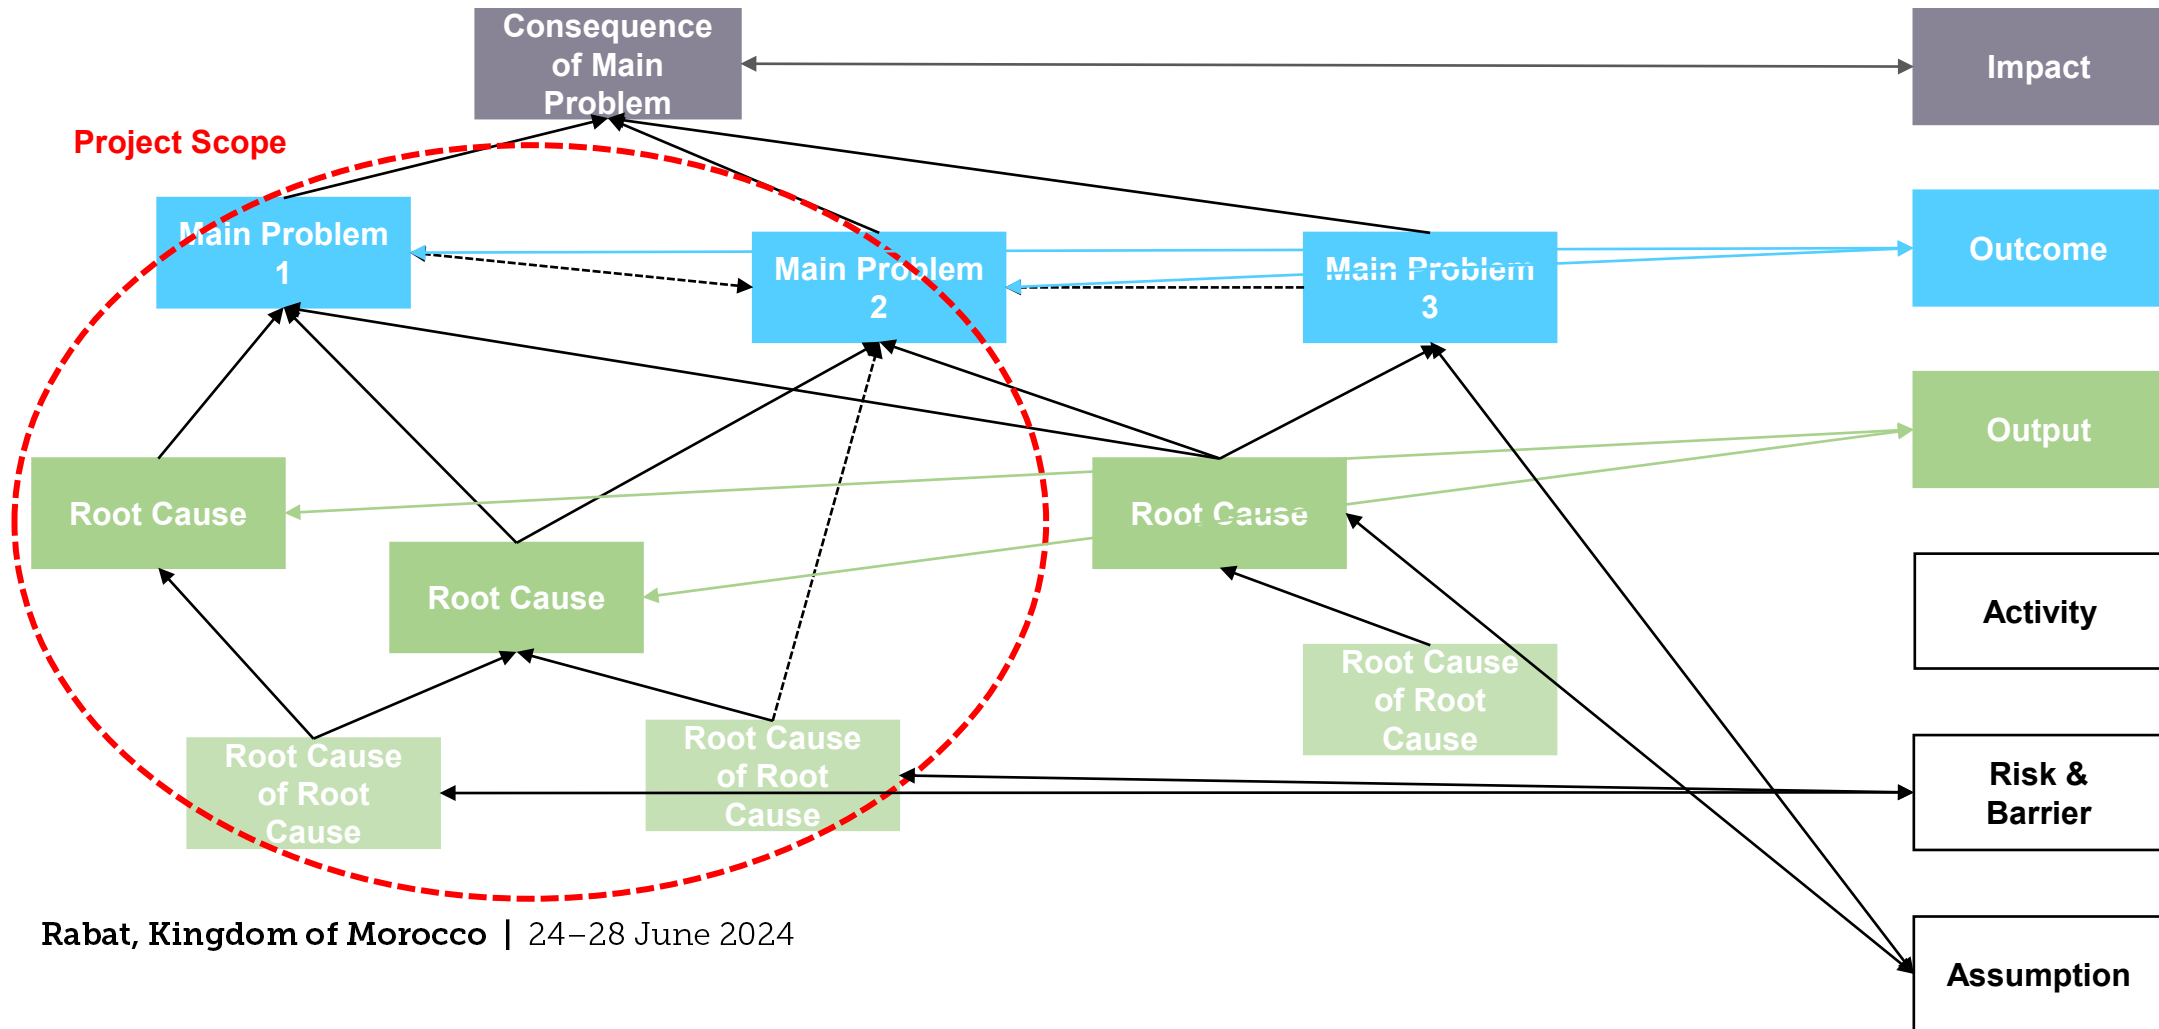 Consequence
of Main
Problem
Impact
Project Scope
Main Problem
1
Main Problem
2
Main Problem
3
Outcome
Output
Root Cause
Root Cause
Root Cause
Activity
Root Cause
of Root
Cause
Root Cause
of Root
Cause
Root Cause
of Root
Cause
Risk &
Barrier
Rabat, Kingdom of Morocco | 24–28 June 2024
Assumption